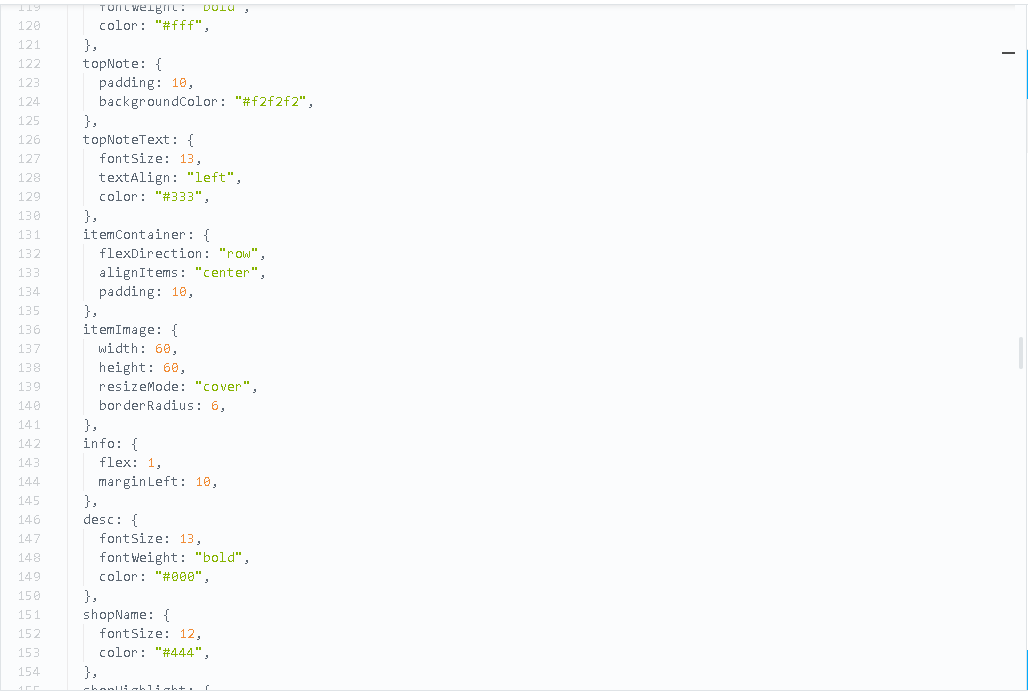 119 fontWeight: "bold",
120 color: "#fff",
121 },
122 topNote: {
123 padding: 10,
124 backgroundColor: "#f2f2f2",
125 },
126 topNoteText: {
127 fontSize: 13,
128 textAlign: "left",
129 color: "#333",
130 },
131 itemContainer: {
132 flexDirection: "row",
133 alignItems: "center",
134 padding: 10,
135 },
136 itemImage: {
137 width: 60,
138 height: 60,
139 resizeMode: "cover",
140 borderRadius: 6,
141 },
142 info: {
143 flex: 1,
144 marginLeft: 10,
145 },
146 desc: {
147 fontSize: 13,
148 fontWeight: "bold",
149 color: "#000",
150 },
151 shopName: {
152 fontSize: 12,
153 color: "#444",
154 },
155 shopHighlight: {